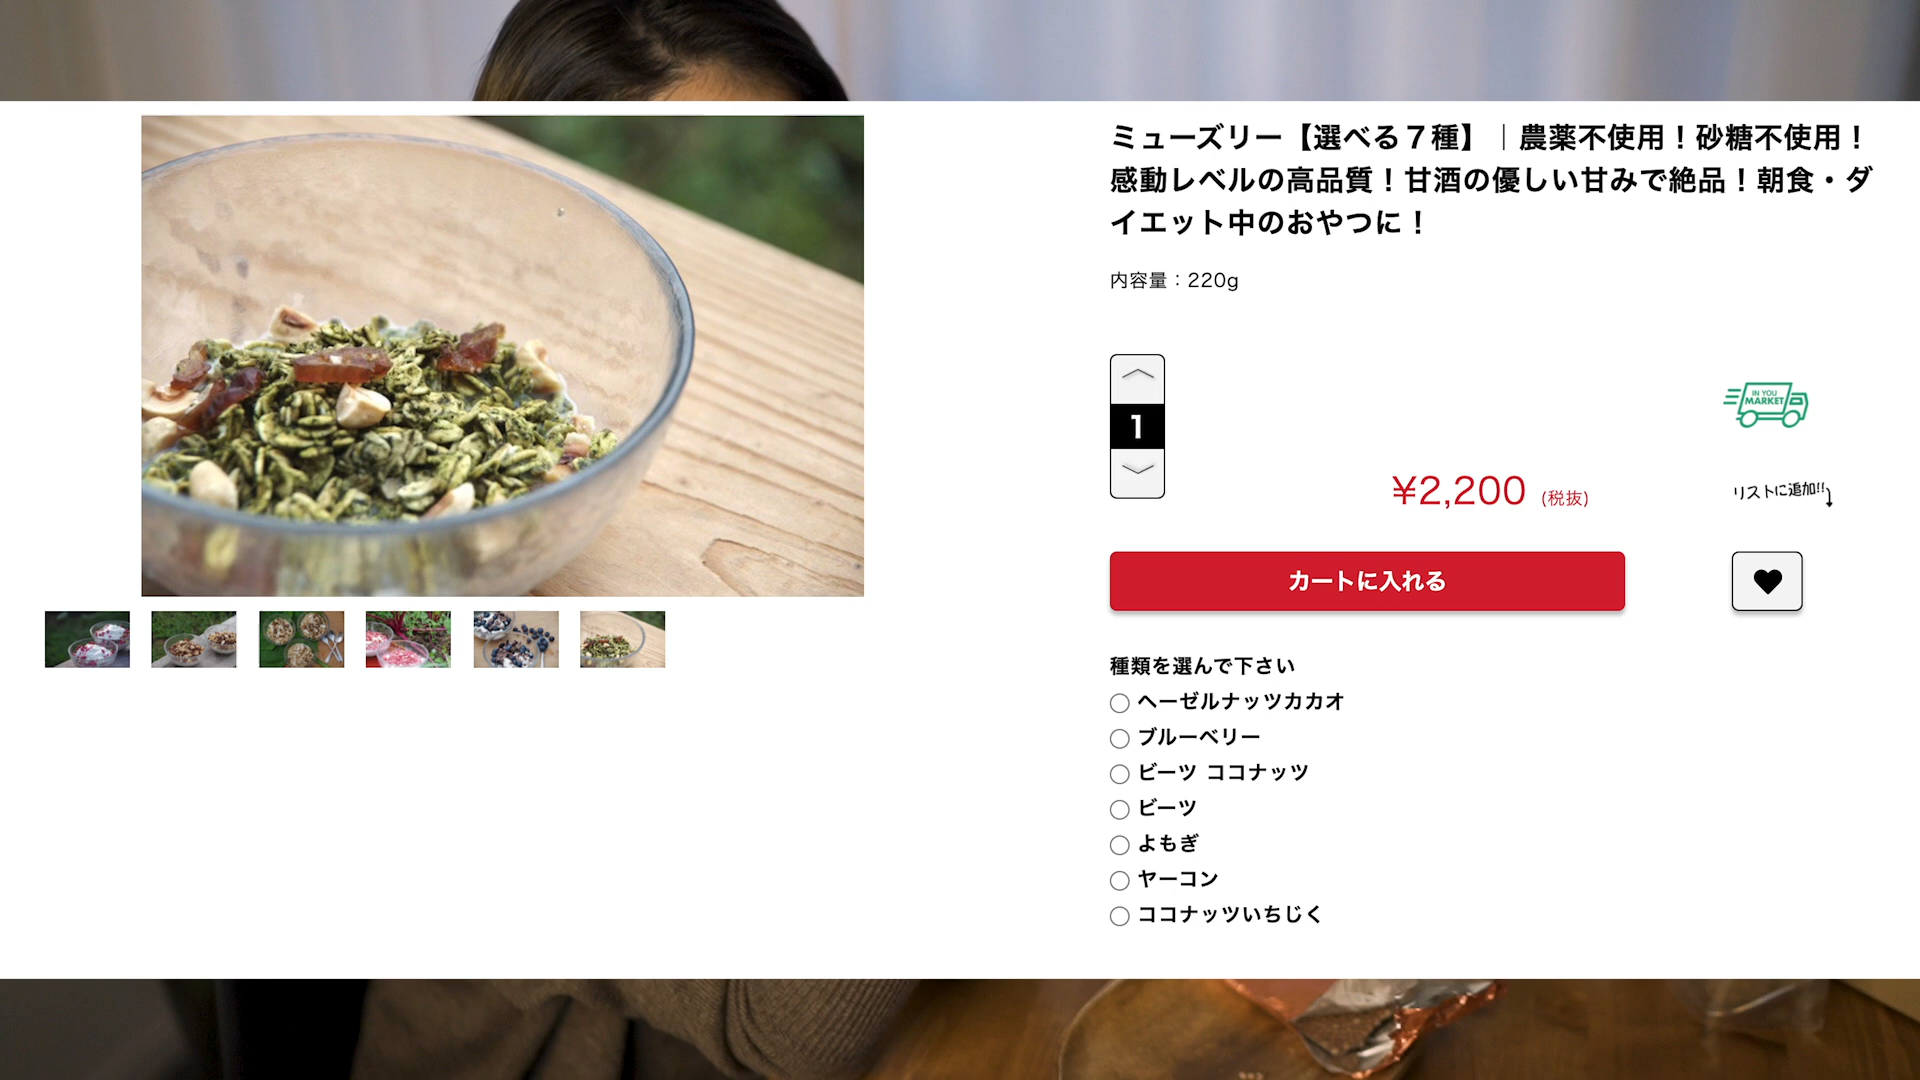 ミューズリー【選べる７種】｜農薬不使用！砂糖不使用！
感動レベルの高品質！甘酒の優しい甘みで絶品！朝食・ダ
イエット中のおやつに！
内容量：220g
1
IN YOU
MARKET
¥2,200 (税抜)
リストに追加!!
カートに入れる
種類を選んで下さい
ヘーゼルナッツカカオ
ブルーベリー
ビーツ ココナッツ
ビーツ
よもぎ
ヤーコン
ココナッツいちじく